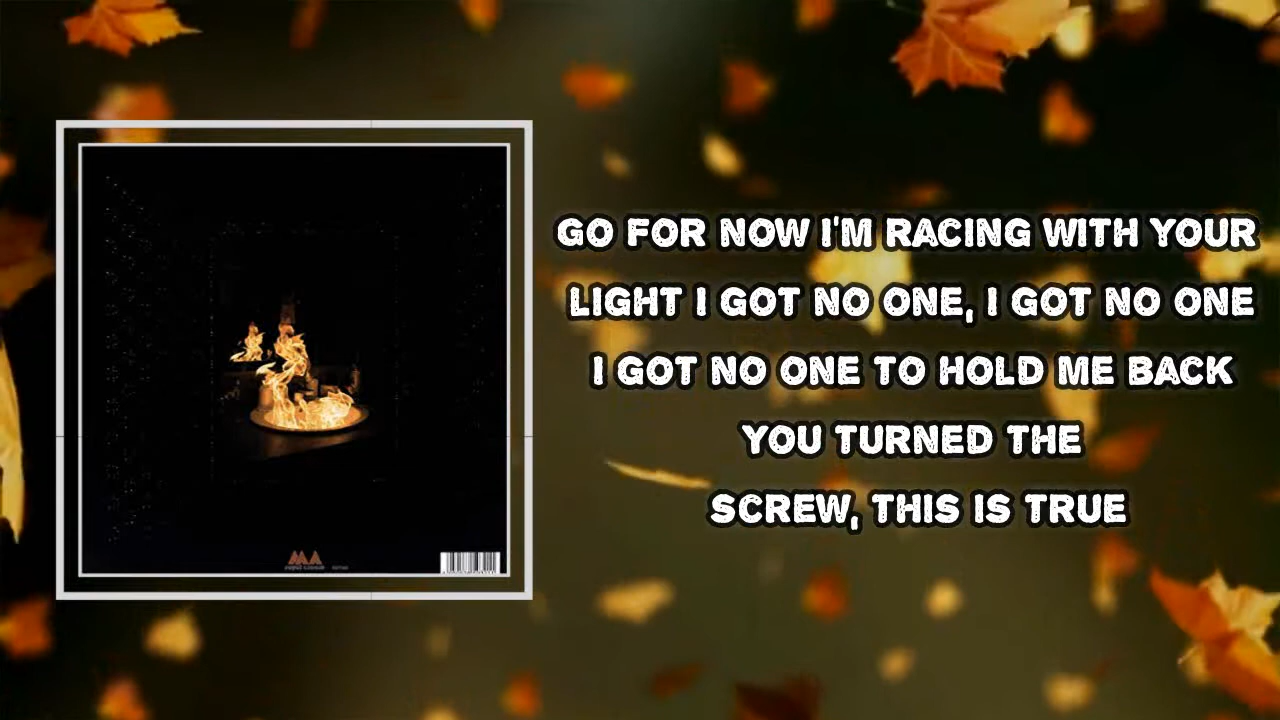 GO FOR NOW I'M RACING WITH YOUR
LIGHT I GOT NO ONE, I GOT NO ONE
I GOT NO ONE TO HOLD ME BACK
YOU TURNED THE
SCREW, THIS IS TRUE